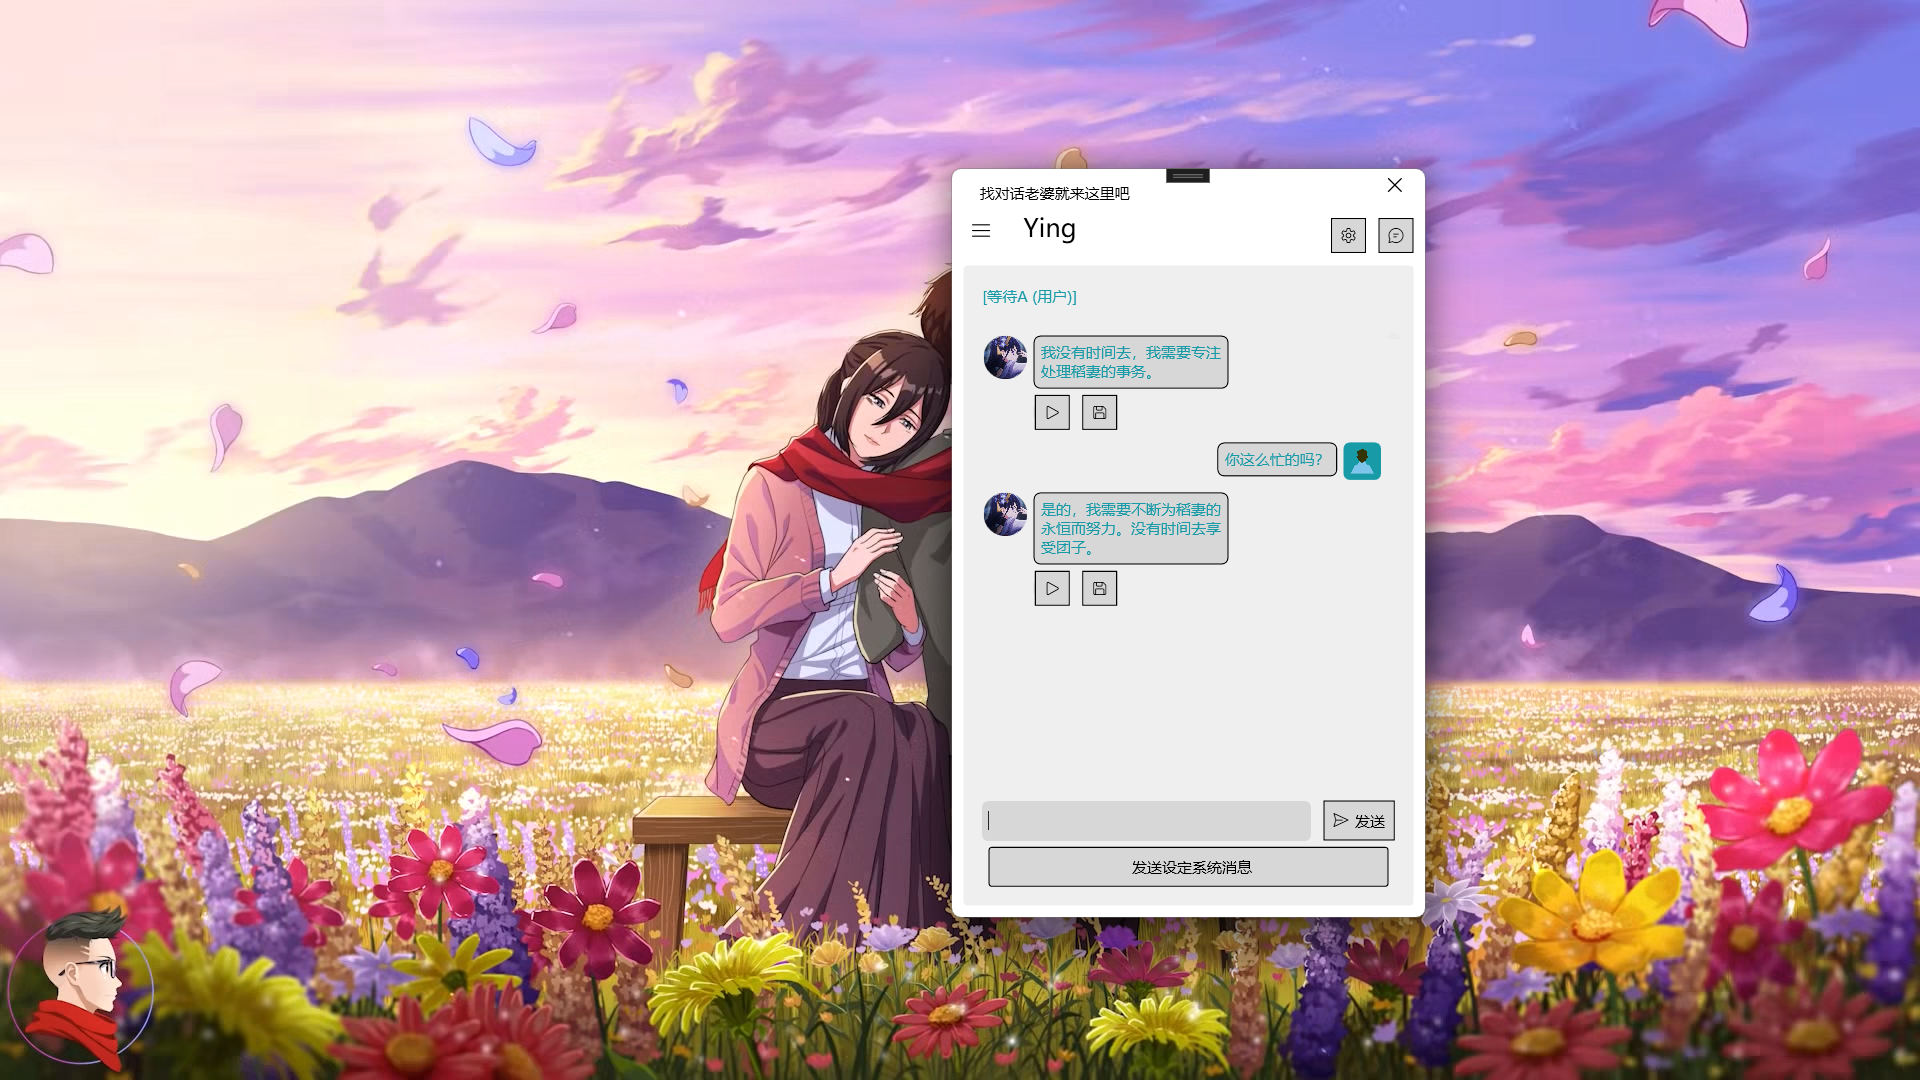 找对话老婆就来这里吧
Ying
[等待A (用户)]
我没有时间去，我需要专注
处理稻妻的事务。
你这么忙的吗？
是的，我需要不断为稻妻的
永恒而努力。没有时间去享
受团子。
发送
发送设定系统消息